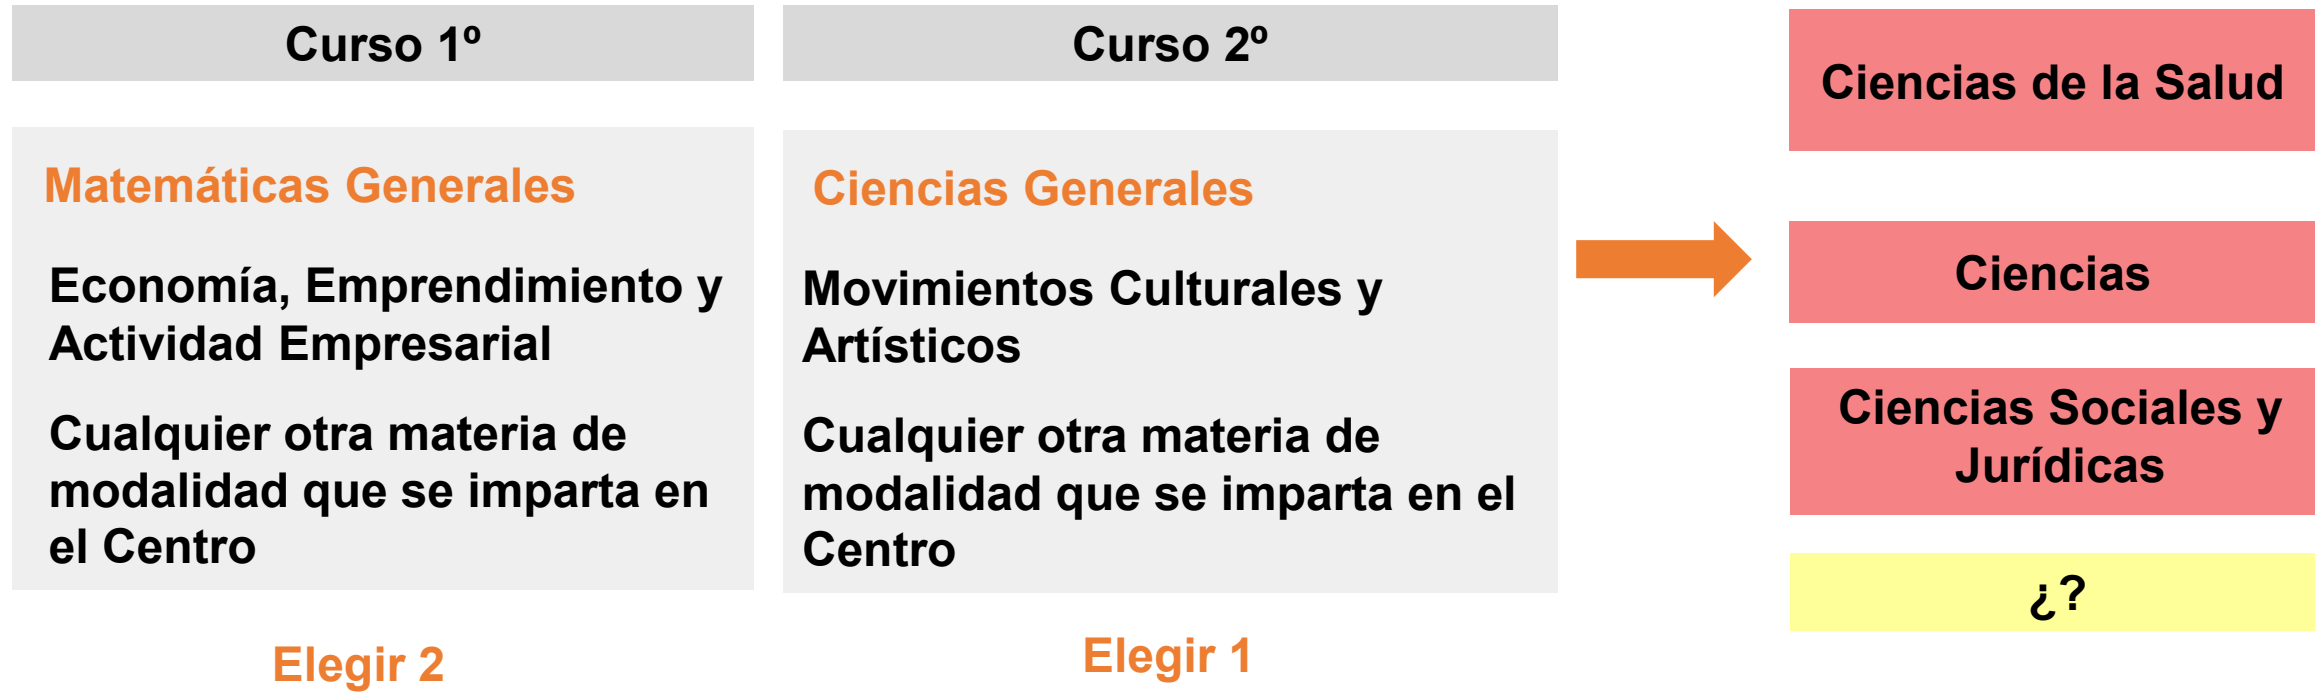 Curso 1º
Matemáticas Generales
Economía, Emprendimiento y
Actividad Empresarial
Cualquier otra materia de
modalidad que se imparta en
el Centro
Elegir 2
Curso 2º
Ciencias Generales
Movimientos Culturales y
Artísticos
Cualquier otra materia de
modalidad que se imparta en el
Centro
Elegir 1
Ciencias de la Salud
Ciencias
Ciencias Sociales y
Jurídicas
¿?